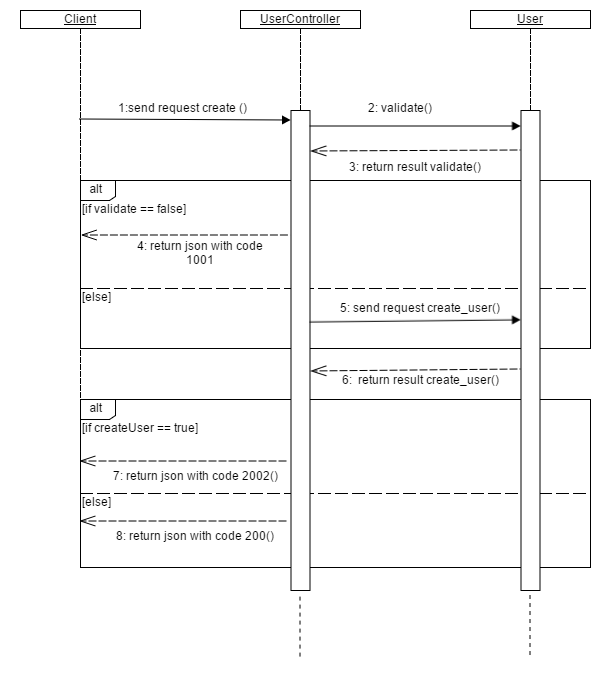 Client
UserController
User
1:send request create ()
2: validate()
3: return result validate()
alt
[if validate == false]
4: return json with code
1001
[else]
5: send request create_user()
6:  return result create_user()
alt
[if createUser == true]
7: return json with code 2002()
[else]
8: return json with code 200()